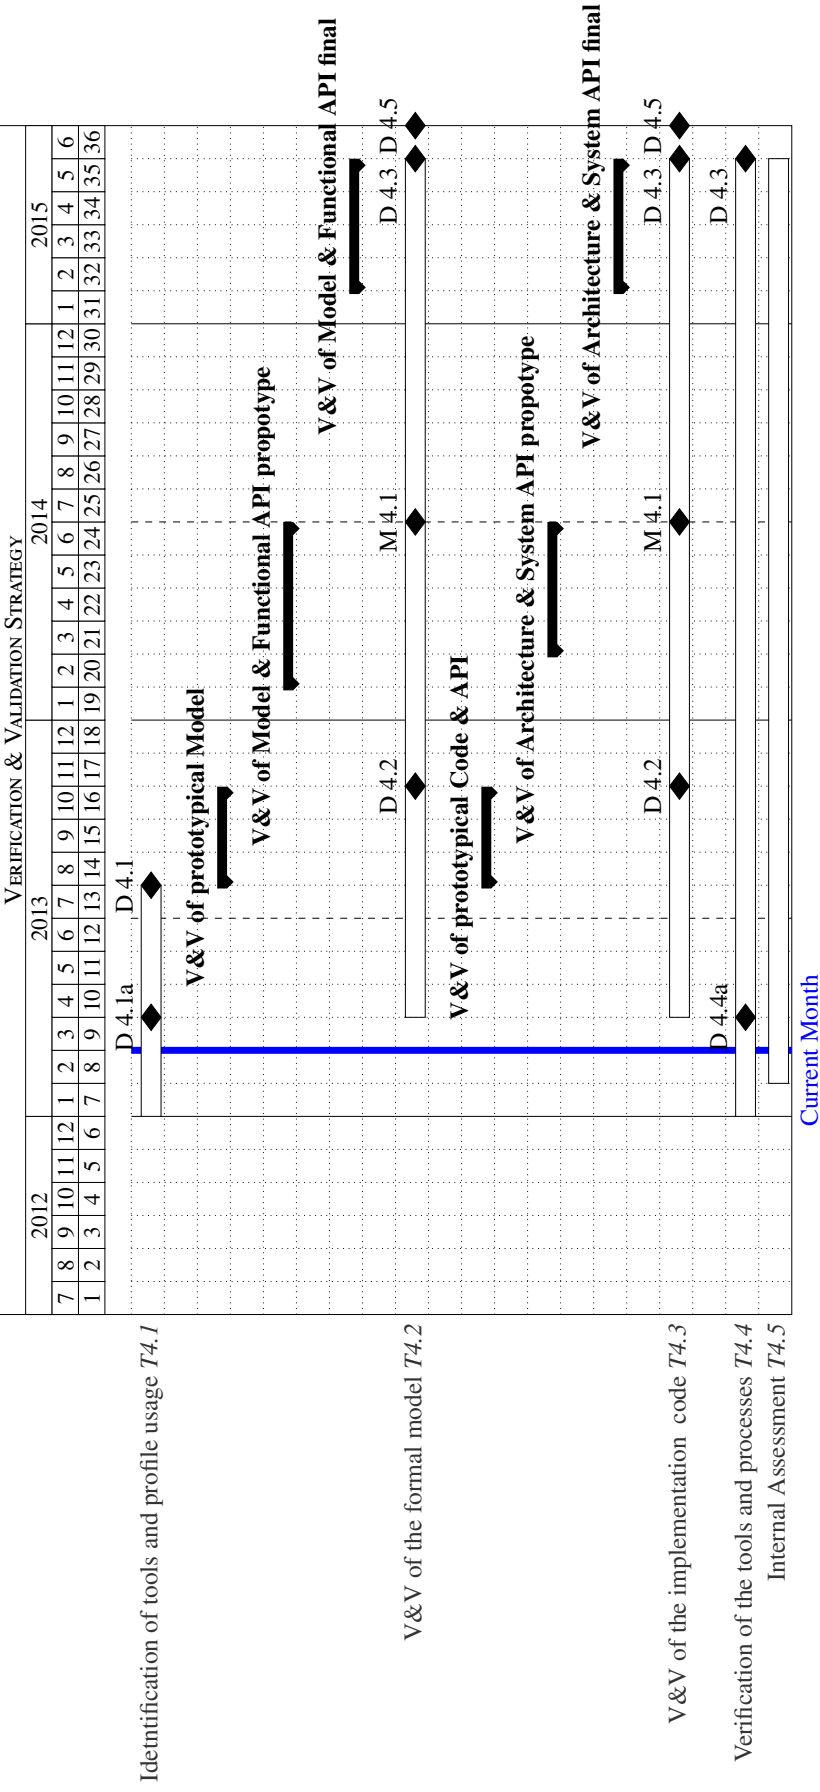 VERIFICATION & VALIDATION STRATEGY
2012 2013 2014 2015
7 8 9 10 11 12 1 2 3 4 5 6 7 8 9 10 11 12 1 2 3 4 5 6 7 8 9 10 11 12 1 2 3 4 5 6
1 2 3 4 5 6 7 8 9 10 11 12 13 14 15 16 17 18 19 20 21 22 23 24 25 26 27 28 29 30 31 32 33 34 35 36
D 4.1a D 4.1
Idetntification of tools and profile usage T4.1
V&V of prototypical Model
V&V of Model & Functional API propotype
V&V of Model & Functional API final
D 4.2 M 4.1 D 4.3 D 4.5
V&V of the formal model T4.2
V&V of prototypical Code & API
V&V of Architecture & System API propotype
V&V of Architecture & System API final
D 4.2 M 4.1 D 4.3 D 4.5
V&V of the implementation code T4.3
D 4.4a D 4.3
Verification of the tools and processes T4.4
Internal Assessment T4.5
Current Month